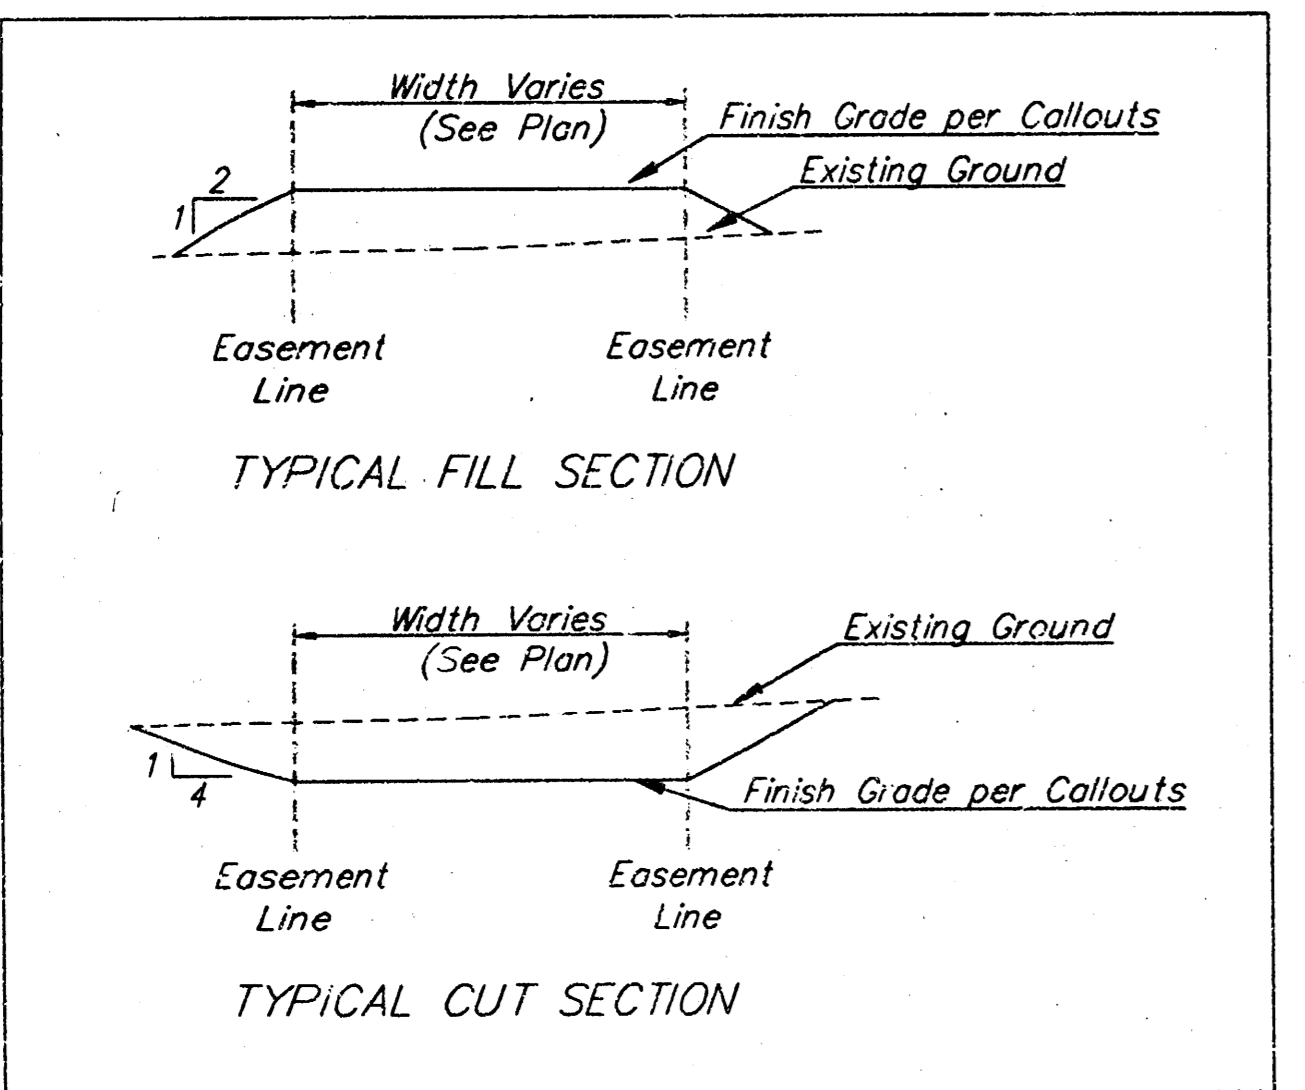 Width Varies
(See Plan)
Finish Grade per Callouts
Existing Ground
2
1
Easement
Line
Easement
Line
TYPICAL FILL SECTION
Width Varies
(See Plan)
Existing Ground
1
4
Finish Grade per Callouts
Easement
Line
Easement
Line
TYPICAL CUT SECTION